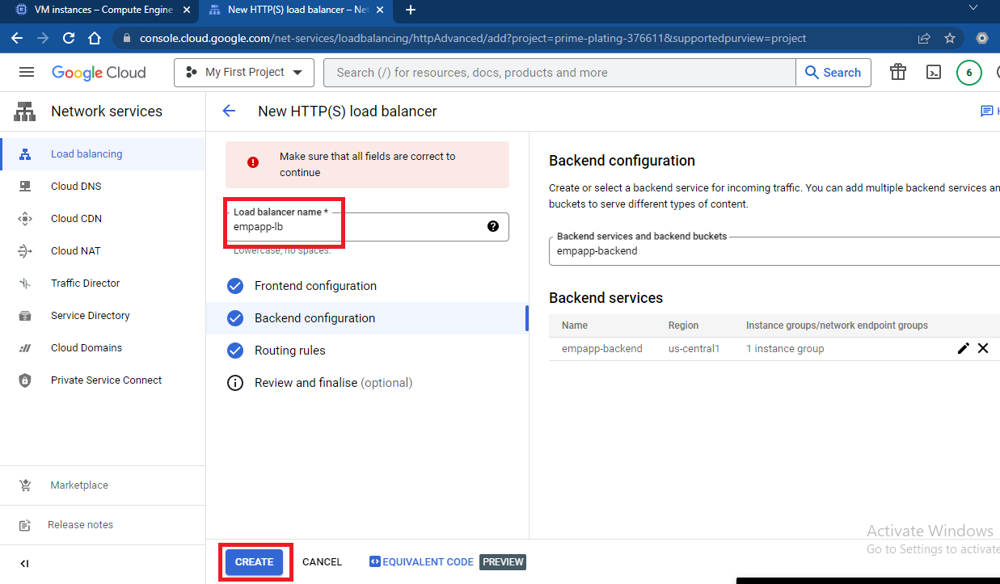 VM instances – Compute Engine
New HTTP(S) load balancer – Net
console.cloud.google.com/net-services/loadbalancing/httpAdvanced/add?project=prime-plating-376611&supportedpurview=project
Google Cloud
My First Project
Search (/) for resources, docs, products and more
Search
6
Network services
New HTTP(S) load balancer
H
Load balancing
Cloud DNS
Cloud CDN
Cloud NAT
Traffic Director
Service Directory
Cloud Domains
Private Service Connect
Marketplace
Release notes
Make sure that all fields are correct to
continue
Load balancer name *
empapp-lb
Lowercase, no spaces.
Frontend configuration
Backend configuration
Routing rules
Review and finalise (optional)
CREATE
CANCEL
EQUIVALENT CODE
PREVIEW
Backend configuration
Create or select a backend service for incoming traffic. You can add multiple backend services an
buckets to serve different types of content.
Backend services and backend buckets
empapp-backend
Backend services
Name Region Instance groups/network endpoint groups
empapp-backend us-central1 1 instance group
Activate Windows
Go to Settings to activate